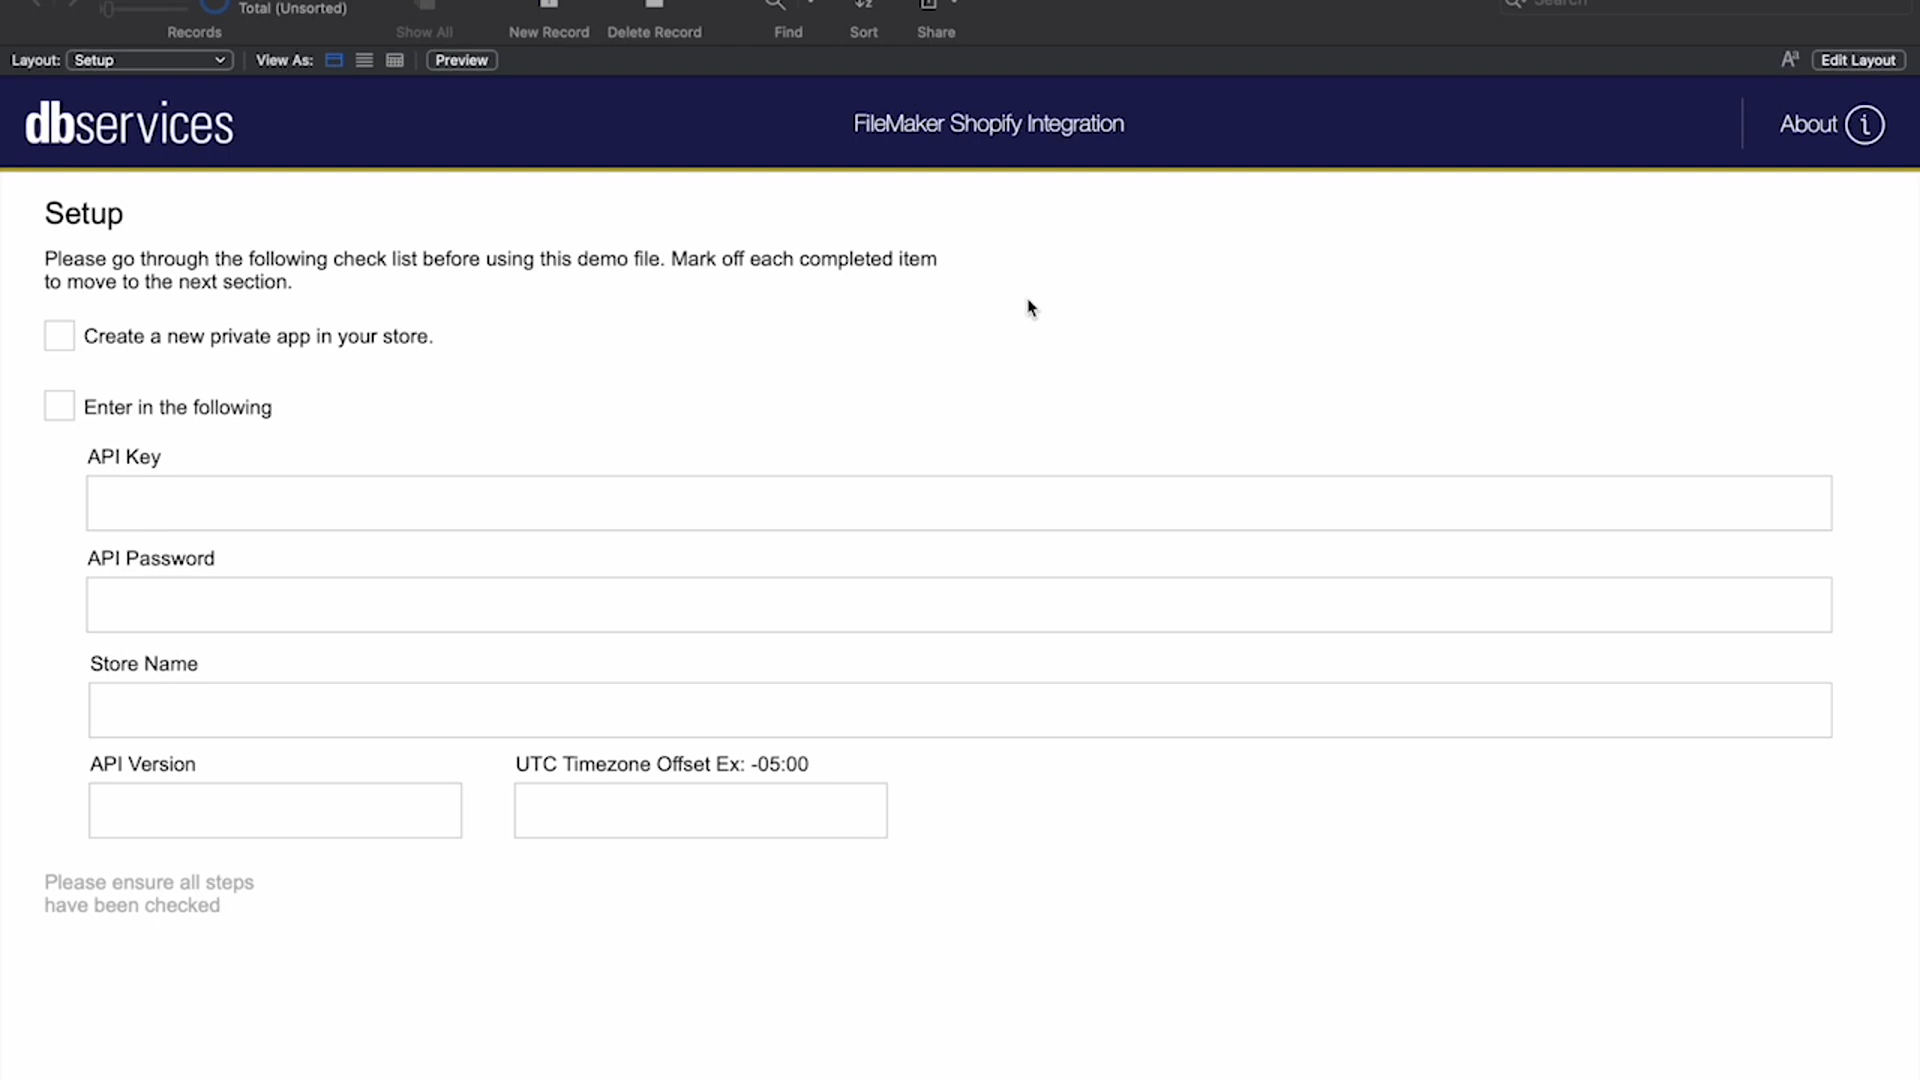 Total (Unsorted)
Search
Records
Show All
New Record
Delete Record
Find
Sort
Share
Layout: Setup View As: Preview Edit Layout
dbservices
FileMaker Shopify Integration
About i
Setup
Please go through the following check list before using this demo file. Mark off each completed item
to move to the next section.
Create a new private app in your store.
Enter in the following
API Key
API Password
Store Name
API Version
UTC Timezone Offset Ex: -05:00
Please ensure all steps
have been checked